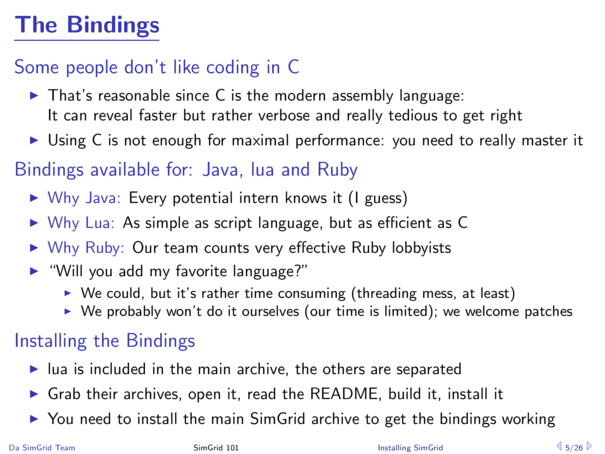 The Bindings
Some people don't like coding in C
▶ That's reasonable since C is the modern assembly language:
It can reveal faster but rather verbose and really tedious to get right
▶ Using C is not enough for maximal performance: you need to really master it
Bindings available for: Java, lua and Ruby
▶ Why Java: Every potential intern knows it (I guess)
▶ Why Lua: As simple as script language, but as efficient as C
▶ Why Ruby: Our team counts very effective Ruby lobbyists
▶ “Will you add my favorite language?”
▶ We could, but it's rather time consuming (threading mess, at least)
▶ We probably won't do it ourselves (our time is limited); we welcome patches
Installing the Bindings
▶ lua is included in the main archive, the others are separated
▶ Grab their archives, open it, read the README, build it, install it
▶ You need to install the main SimGrid archive to get the bindings working
Da SimGrid Team SimGrid 101 Installing SimGrid 5/26